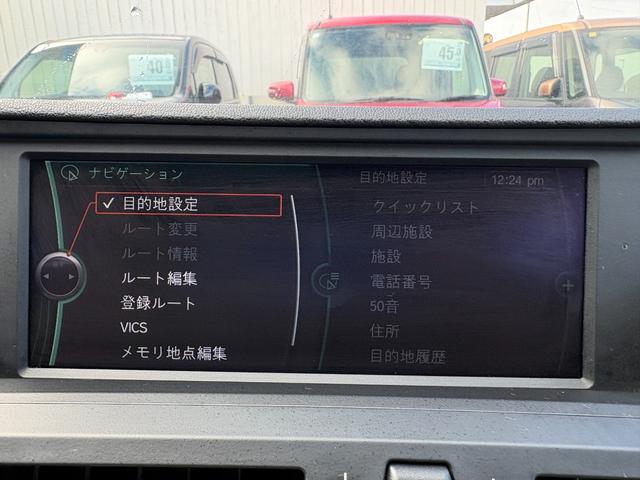 40
45
ナビゲーション
目的地設定
12:24 pm
目的地設定
ルート変更
ルート情報
ルート編集
登録ルート
VICS
メモリ地点編集
クイックリスト
周辺施設
施設
電話番号
50音
住所
目的地履歴